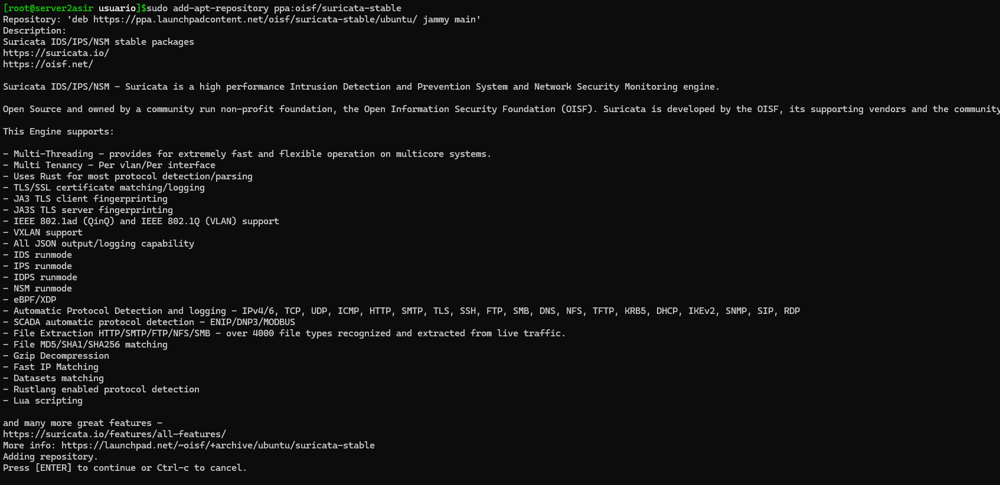 [root@server2asir usuario]$sudo add-apt-repository ppa:oisf/suricata-stable
Repository: 'deb https://ppa.launchpadcontent.net/oisf/suricata-stable/ubuntu/ jammy main'
Description:
Suricata IDS/IPS/NSM stable packages
https://suricata.io/
https://oisf.net/
Suricata IDS/IPS/NSM - Suricata is a high performance Intrusion Detection and Prevention System and Network Security Monitoring engine.
Open Source and owned by a community run non-profit foundation, the Open Information Security Foundation (OISF). Suricata is developed by the OISF, its supporting vendors and the community
This Engine supports:
- Multi-Threading - provides for extremely fast and flexible operation on multicore systems.
- Multi Tenancy - Per vlan/Per interface
- Uses Rust for most protocol detection/parsing
- TLS/SSL certificate matching/logging
- JA3 TLS client fingerprinting
- JA3S TLS server fingerprinting
- IEEE 802.1ad (QinQ) and IEEE 802.1Q (VLAN) support
- VXLAN support
- All JSON output/logging capability
- IDS runmode
- IPS runmode
- IDPS runmode
- NSM runmode
- eBPF/XDP
- Automatic Protocol Detection and logging - IPv4/6, TCP, UDP, ICMP, HTTP, SMTP, TLS, SSH, FTP, SMB, DNS, NFS, TFTP, KRB5, DHCP, IKEv2, SNMP, SIP, RDP
- SCADA automatic protocol detection - ENIP/DNP3/MODBUS
- File Extraction HTTP/SMTP/FTP/NFS/SMB - over 4000 file types recognized and extracted from live traffic.
- File MD5/SHA1/SHA256 matching
- Gzip Decompression
- Fast IP Matching
- Datasets matching
- Rustlang enabled protocol detection
- Lua scripting
and many more great features -
https://suricata.io/features/all-features/
More info: https://launchpad.net/~oisf/+archive/ubuntu/suricata-stable
Adding repository.
Press [ENTER] to continue or Ctrl-c to cancel.